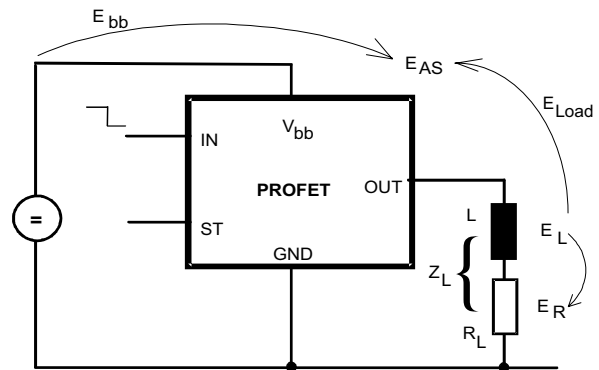 E bb
E AS
E Load
IN
V bb
PROFET
OUT
ST
GND
=
L
E L
Z L
{
E R
R L